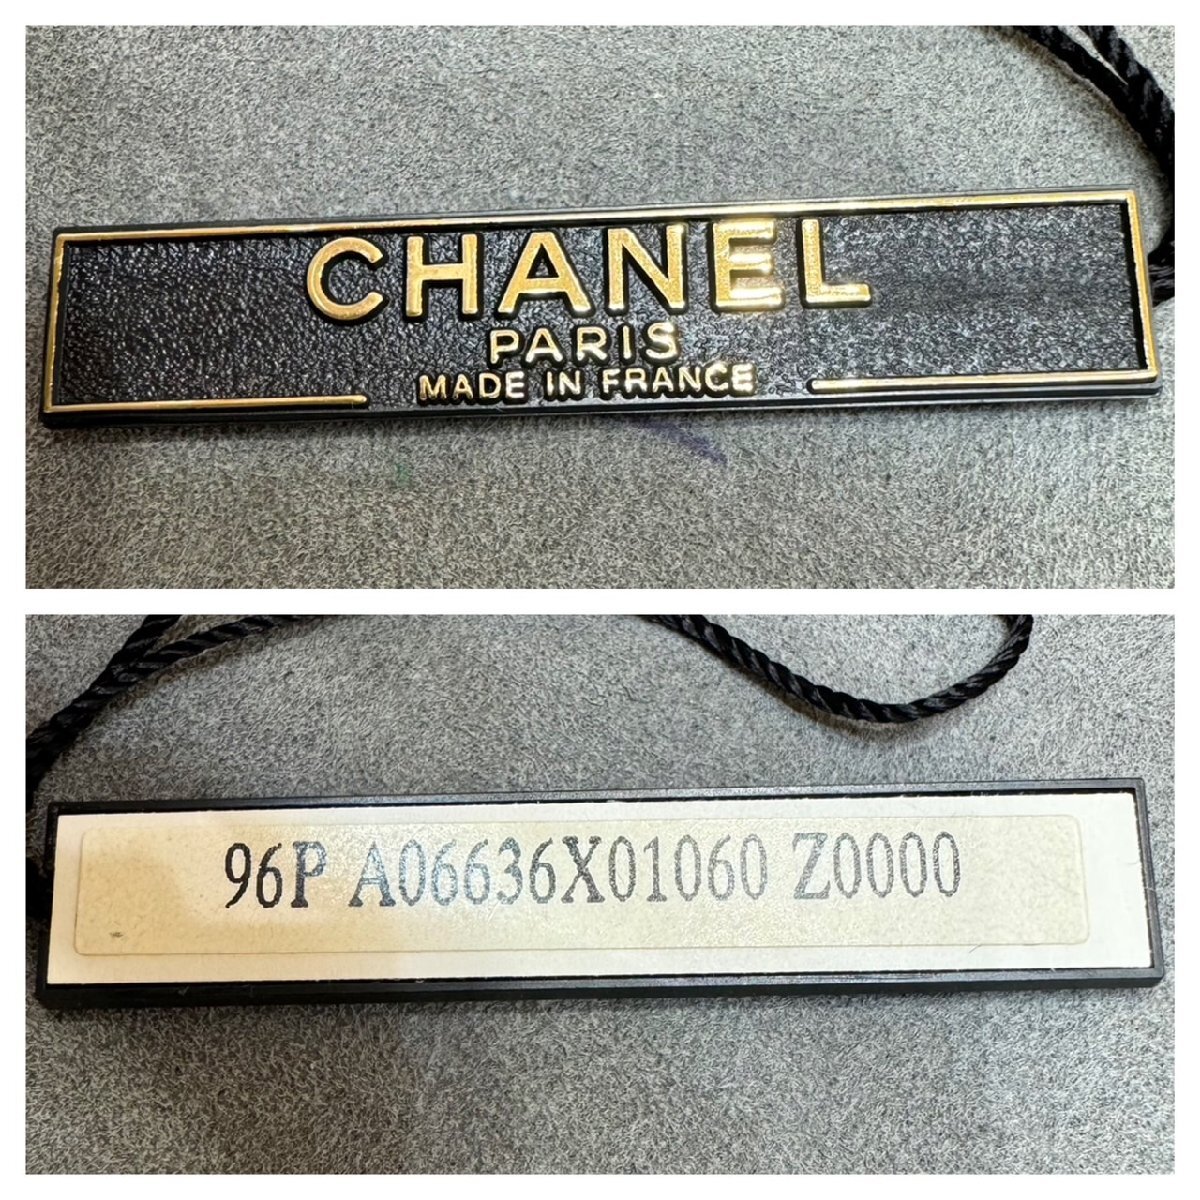 CHANEL
PARIS
MADE IN FRANCE
96P A06636X01060 Z0000